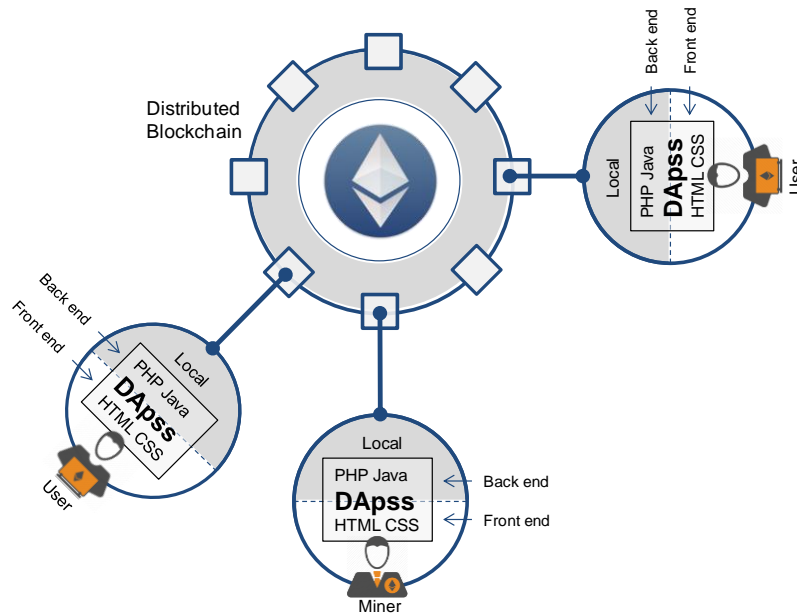 Distributed
Blockchain
Back end
Front end
Local
PHP Java
DApss
HTML CSS
User
Back end
Front end
Local
PHP Java
DApss
HTML CSS
User
Local
PHP Java
DApss
HTML CSS
Back end
Front end
Miner